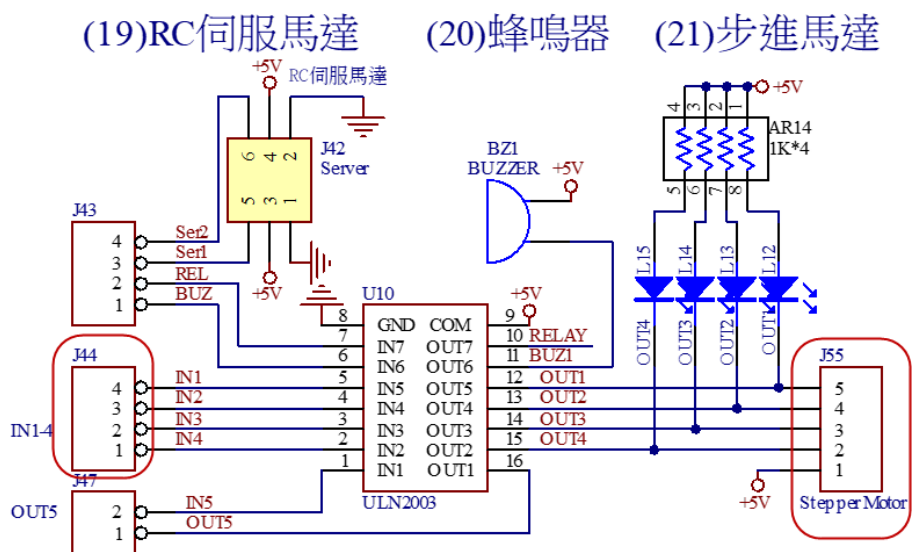 (19)RC伺服馬達
(20)蜂鳴器
(21)步進馬達
+5V
RC伺服馬達
6 4 2
J42
Server
5 3 1
+5V
J43
4 Ser2
3 Ser1
2 REL
1 BUZ
BZ1
BUZZER
+5V
+5V
4 3 2 1
AR14
1K*4
5 6 7 8
L15 L14 L13 L12
OUT4 OUT3 OUT2 OUT1
U10
8 GND COM 9 +5V
7 IN7 OUT7 10 RELAY
6 IN6 OUT6 11 BUZ1
5 IN5 OUT5 12 OUT1
4 IN4 OUT4 13 OUT2
3 IN3 OUT3 14 OUT3
2 IN2 OUT2 15 OUT4
1 IN1 OUT1 16
ULN2003
J44
4 IN1
3 IN2
2 IN3
1 IN4
IN1-4
J47
OUT5
2 IN5
1 OUT5
J55
5
4
3
2
1
+5V
Stepper Motor